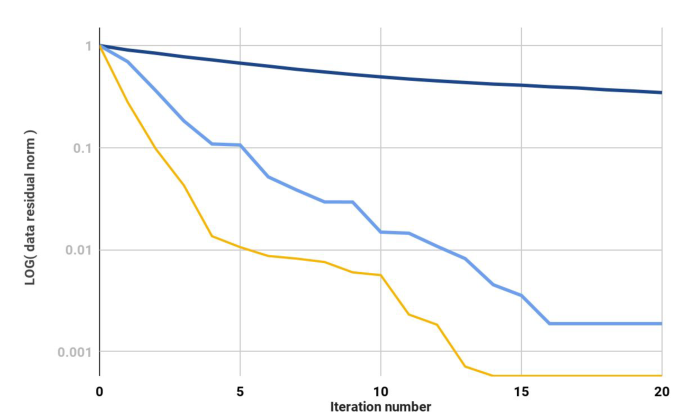 LOG( data residual norm )
1
0.1
0.01
0.001
0 5 10 15 20
Iteration number